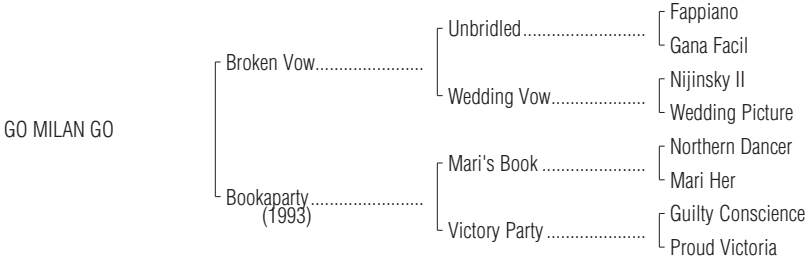 Fappiano
Unbridled........................
Gana Facil
Broken Vow.....................
Nijinsky II
Wedding Vow..................
Wedding Picture
GO MILAN GO
Northern Dancer
Mari's Book ....................
Mari Her
Bookaparty......................
(1993)
Guilty Conscience
Victory Party ...................
Proud Victoria